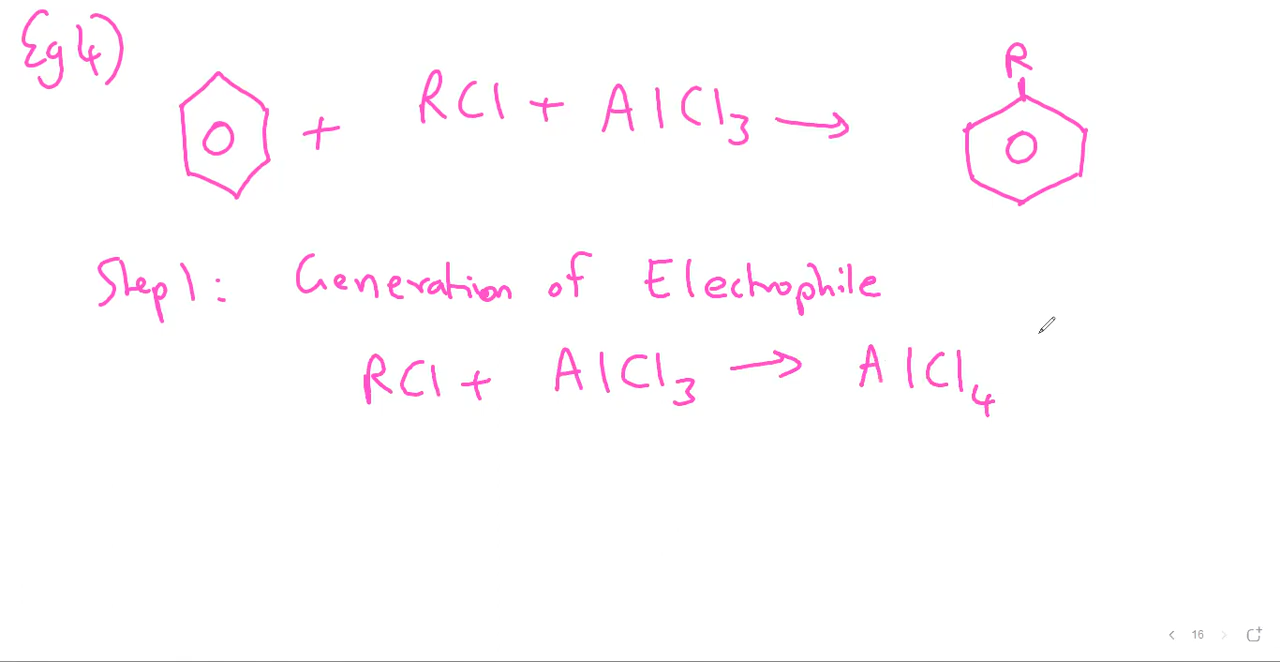 Eg 4)
R
+ RCl + AlCl3 →
Step 1: Generation of Electrophile
RCl + AlCl3 → AlCl4
16